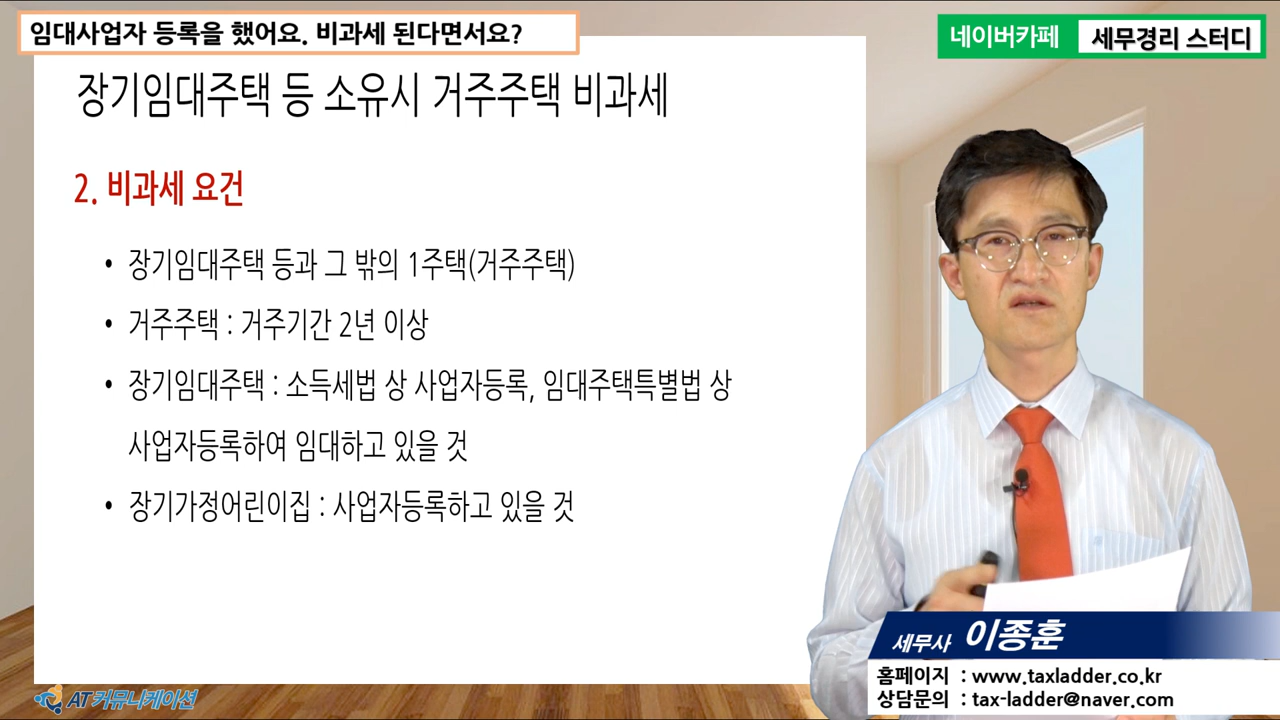 임대사업자 등록을 했어요. 비과세 된다면서요?
네이버카페 세무경리 스터디
장기임대주택 등 소유시 거주주택 비과세
2. 비과세 요건
• 장기임대주택 등과 그 밖의 1주택(거주주택)
• 거주주택 : 거주기간 2년 이상
• 장기임대주택 : 소득세법 상 사업자등록, 임대주택특별법 상
사업자등록하여 임대하고 있을 것
• 장기가정어린이집 : 사업자등록하고 있을 것
세무사 이종훈
홈페이지 : www.taxladder.co.kr
상담문의 : tax-ladder@naver.com
AT커뮤니케이션